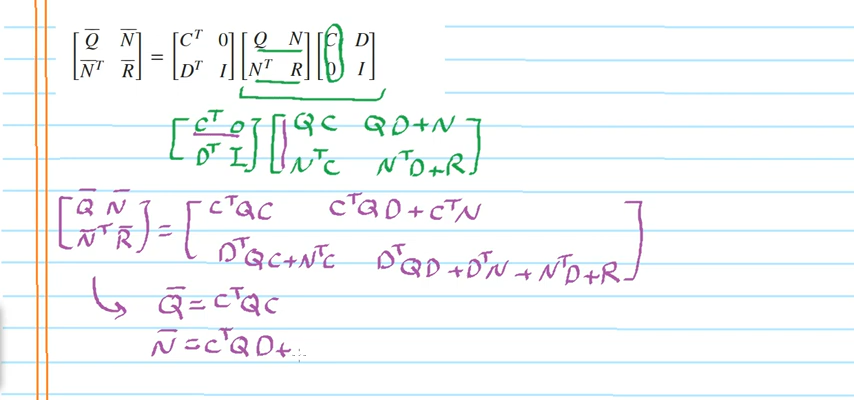 [Q̅ N̅; N̅ᵀ R̅] = [Cᵀ 0; Dᵀ I] [Q N; Nᵀ R] [C D; 0 I]
[Cᵀ 0; Dᵀ I] [QC QD+N; NᵀC NᵀD+R]
[Q̅ N̅; N̅ᵀ R̅] = [CᵀQC CᵀQD+CᵀN; DᵀQC+NᵀC DᵀQD+DᵀN+NᵀD+R]
Q̅ = CᵀQC
N̅ = CᵀQD+